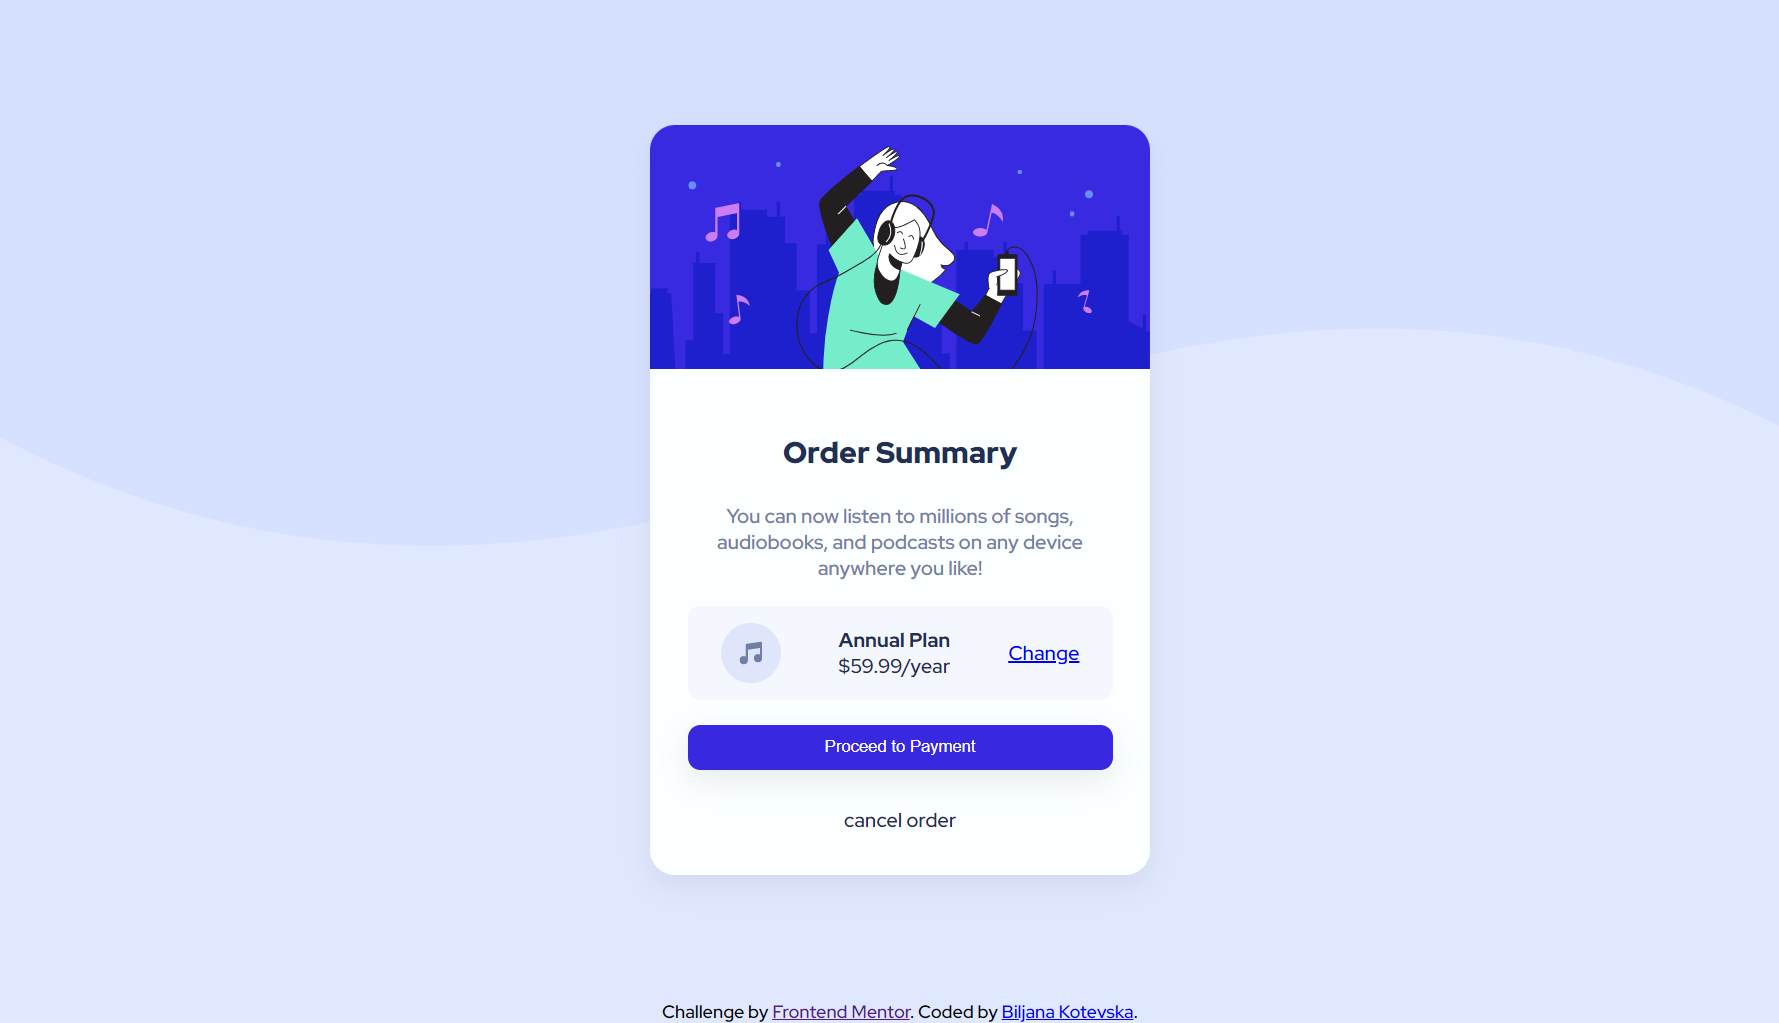 Order Summary
You can now listen to millions of songs,
audiobooks, and podcasts on any device
anywhere you like!
Annual Plan
$59.99/year
Change
Proceed to Payment
cancel order
Challenge by Frontend Mentor. Coded by Biljana Kotevska.